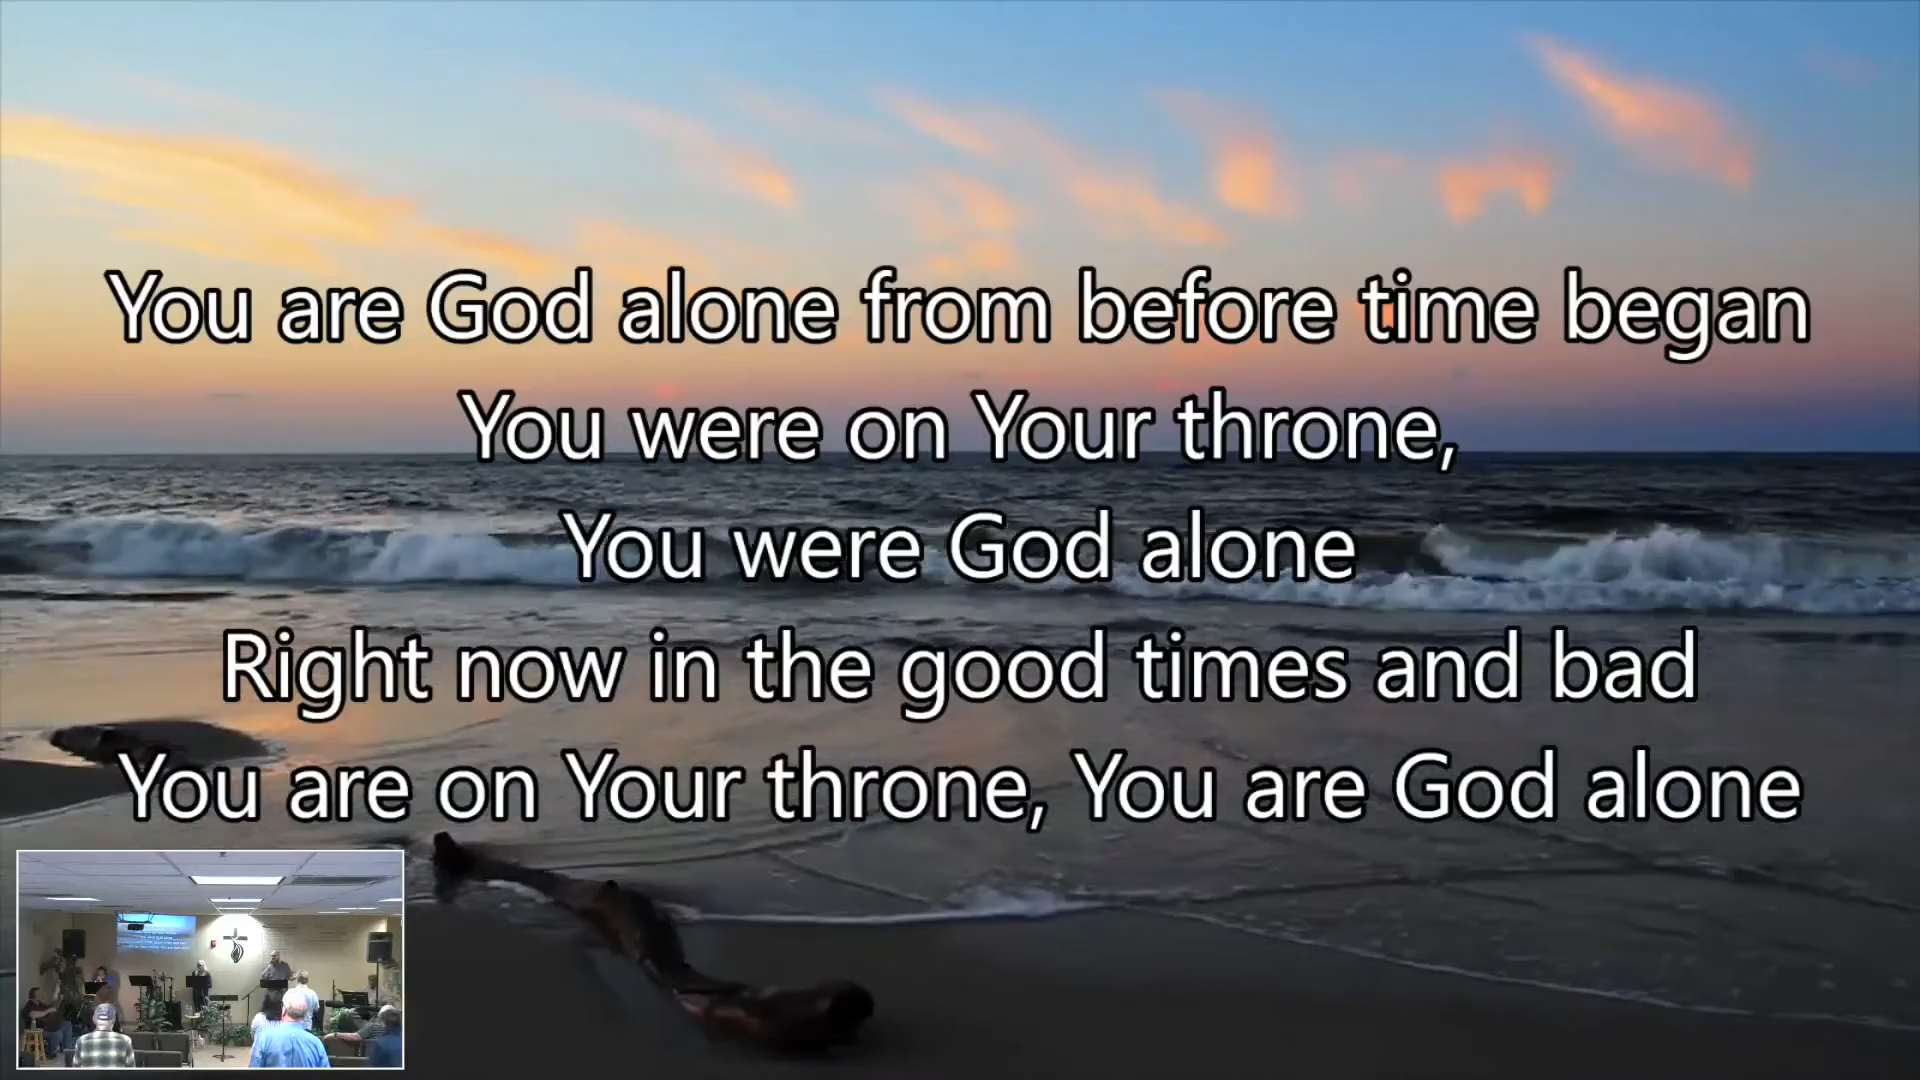 You are God alone from before time began
You were on Your throne,
You were God alone
Right now in the good times and bad
You are on Your throne, You are God alone